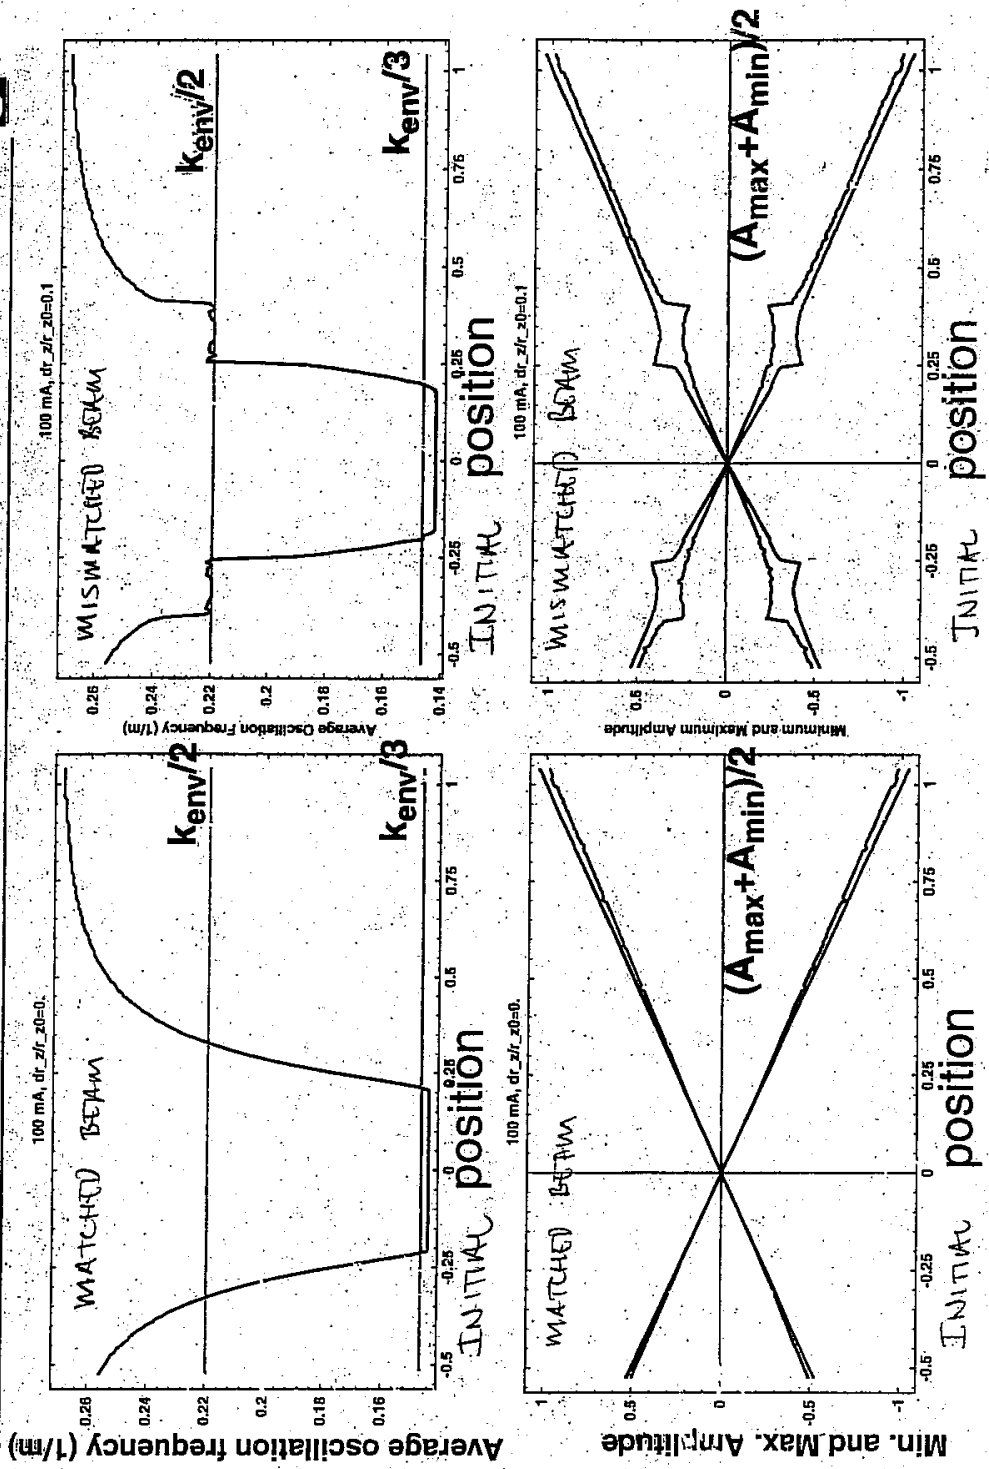 Average oscillation frequency (1/m)
100 mA, dr_z/r_z0=0.
MATCHED BEAM
k_env/2
k_env/3
0.26
0.24
0.22
0.2
0.18
0.16
-0.5 -0.25 0 0.25 0.5 0.75 1
INITIAL position
Average Oscillation Frequency (1/m)
100 mA, dr_z/r_z0=0.1
MISMATCHED BEAM
k_env/2
k_env/3
0.26
0.24
0.22
0.2
0.18
0.16
0.14
-0.5 -0.25 0 0.25 0.5 0.75 1
INITIAL position
Min. and Max. Amplitude
100 mA, dr_z/r_z0=0.
MATCHED BEAM
(A_max+A_min)/2
1
0.5
0
-0.5
-1
-0.5 -0.25 0 0.25 0.5 0.75 1
INITIAL position
Minimum and Maximum Amplitude
100 mA, dr_z/r_z0=0.1
MISMATCHED BEAM
(A_max+A_min)/2
1
0.5
0
-0.5
-1
-0.5 -0.25 0 0.25 0.5 0.75 1
INITIAL position